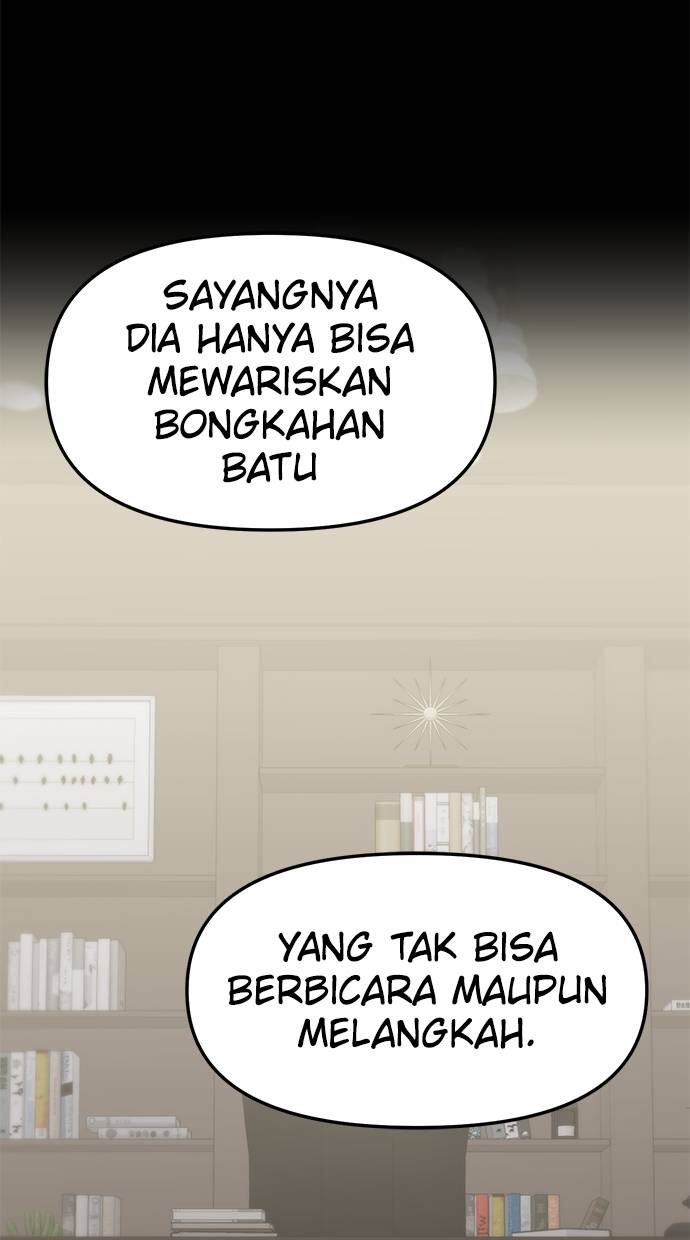 SAYANGNYA
DIA HANYA BISA
MEWARISKAN
BONGKAHAN
BATU
YANG TAK BISA
BERBICARA MAUPUN
MELANGKAH.